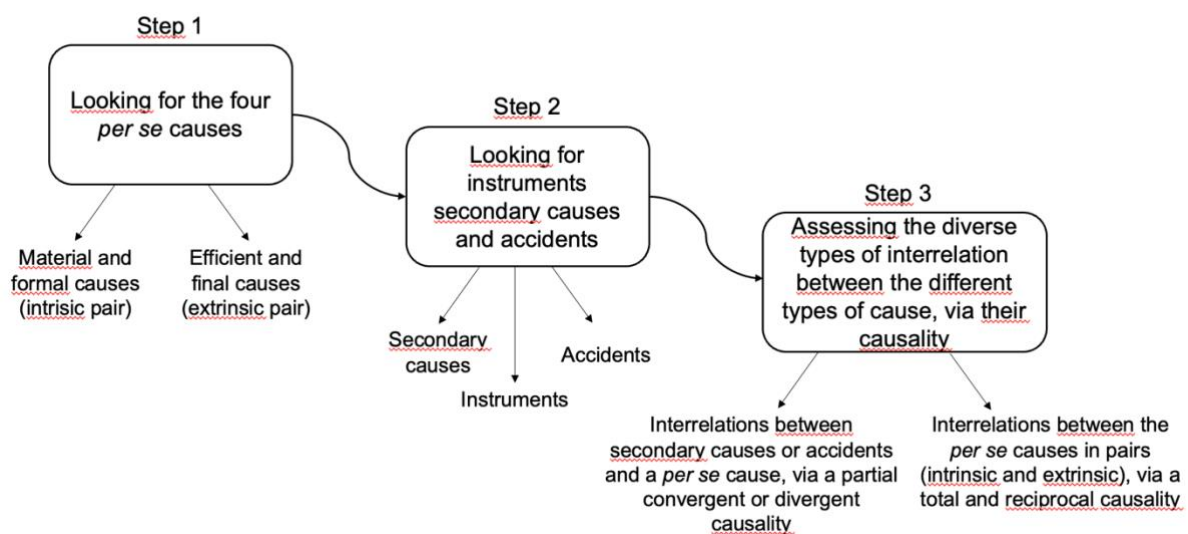 Step 1
Looking for the four
per se causes
Material and
formal causes
(intrisic pair)
Efficient and
final causes
(extrinsic pair)
Step 2
Looking for
instruments
secondary causes
and accidents
Secondary
causes
Instruments
Accidents
Step 3
Assessing the diverse
types of interrelation
between the different
types of cause, via their
causality
Interrelations between
secondary causes or accidents
and a per se cause, via a partial
convergent or divergent
causality
Interrelations between the
per se causes in pairs
(intrinsic and extrinsic), via a
total and reciprocal causality